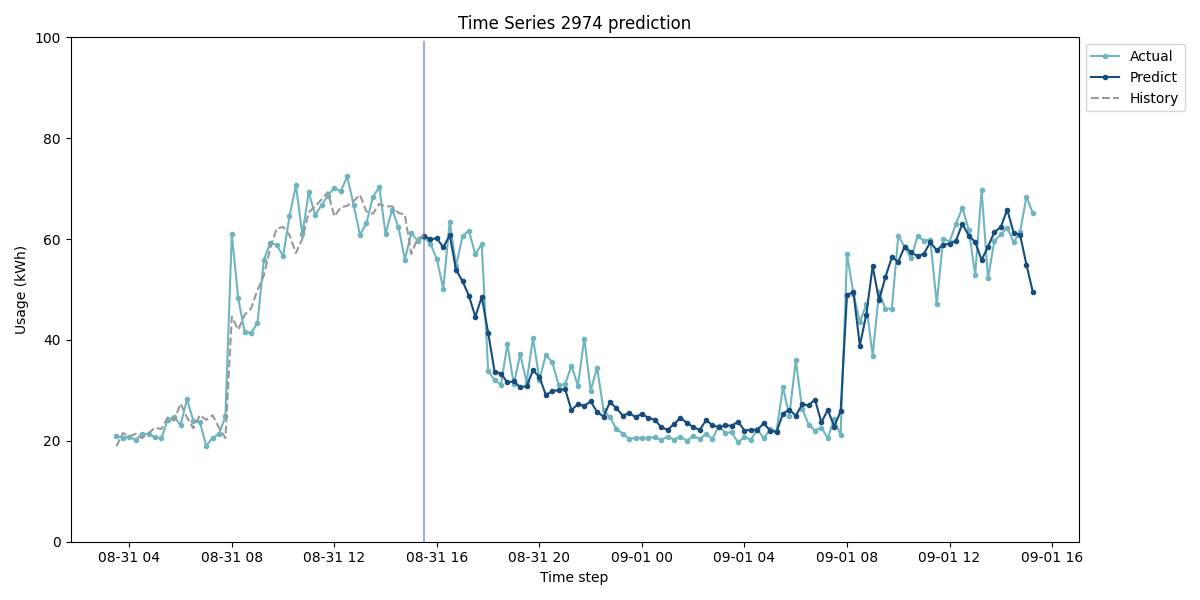 Time Series 2974 prediction
100
80
60
40
20
0
Usage (kWh)
08-31 04
08-31 08
08-31 12
08-31 16
08-31 20
09-01 00
09-01 04
09-01 08
09-01 12
09-01 16
Time step
Actual
Predict
History